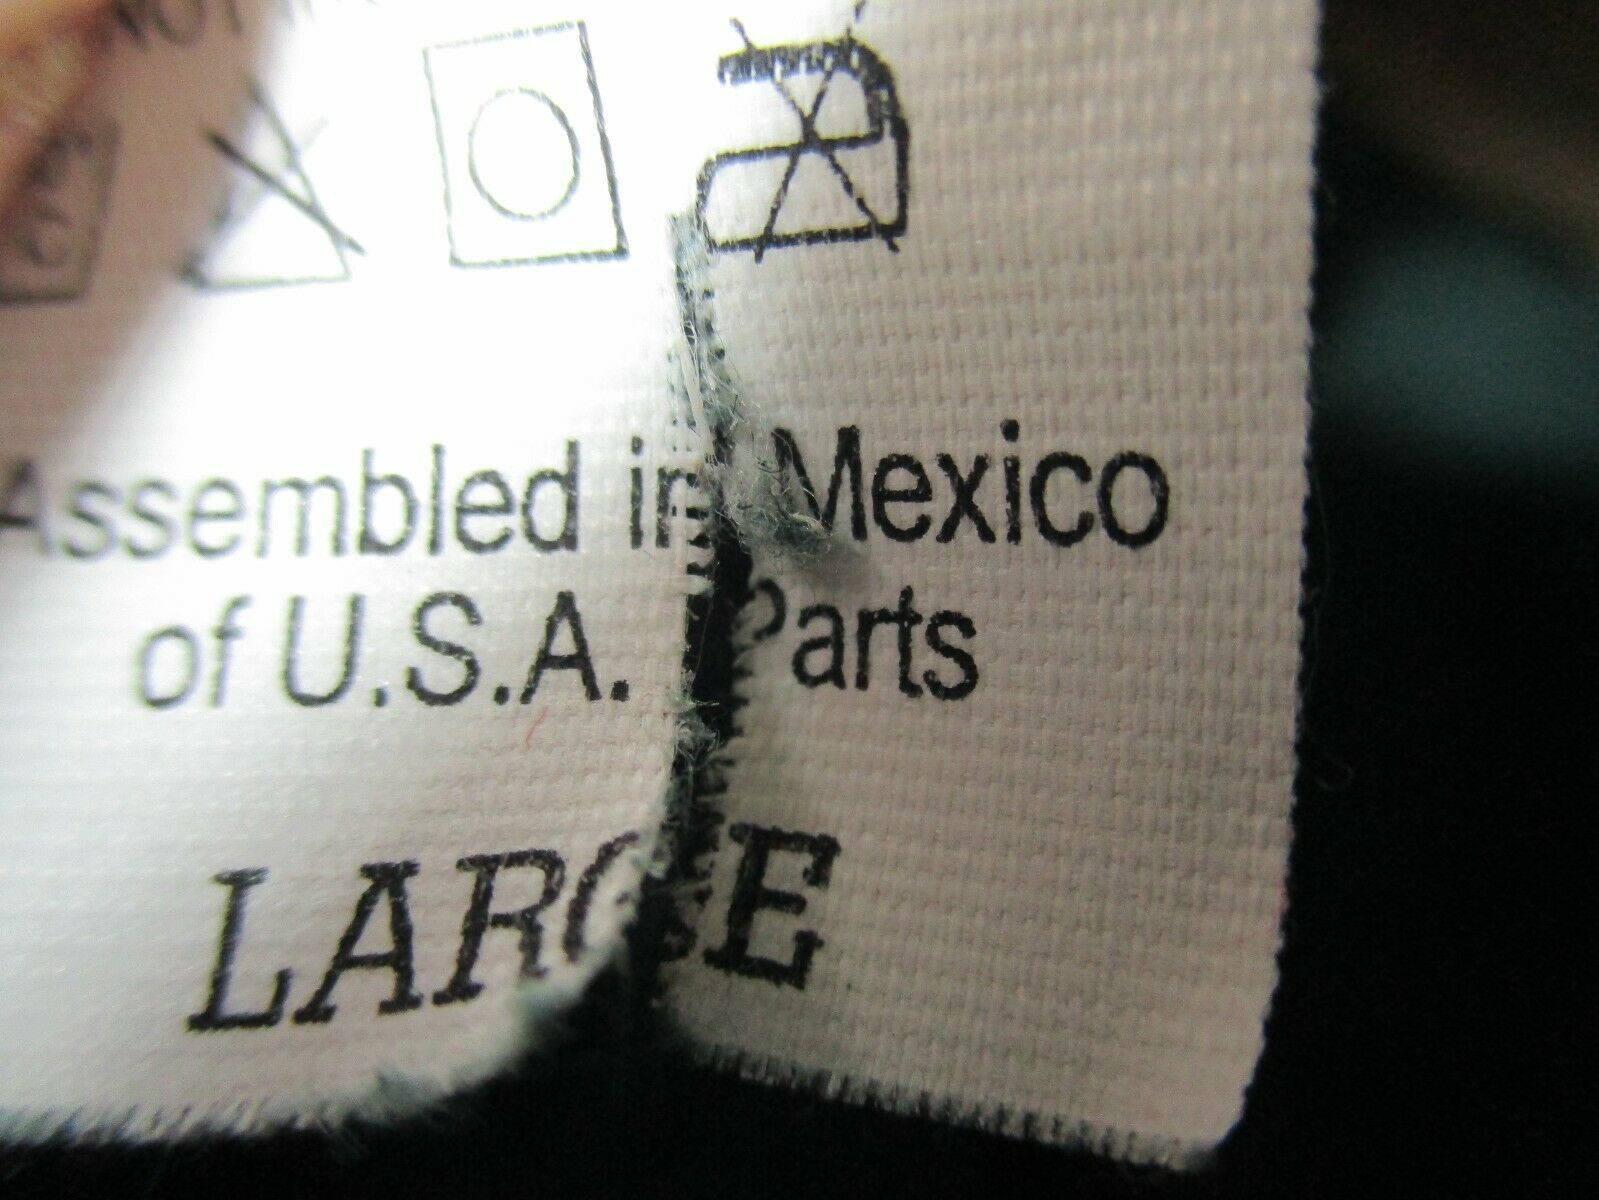 Assembled in Mexico
of U.S.A. Parts
LARGE